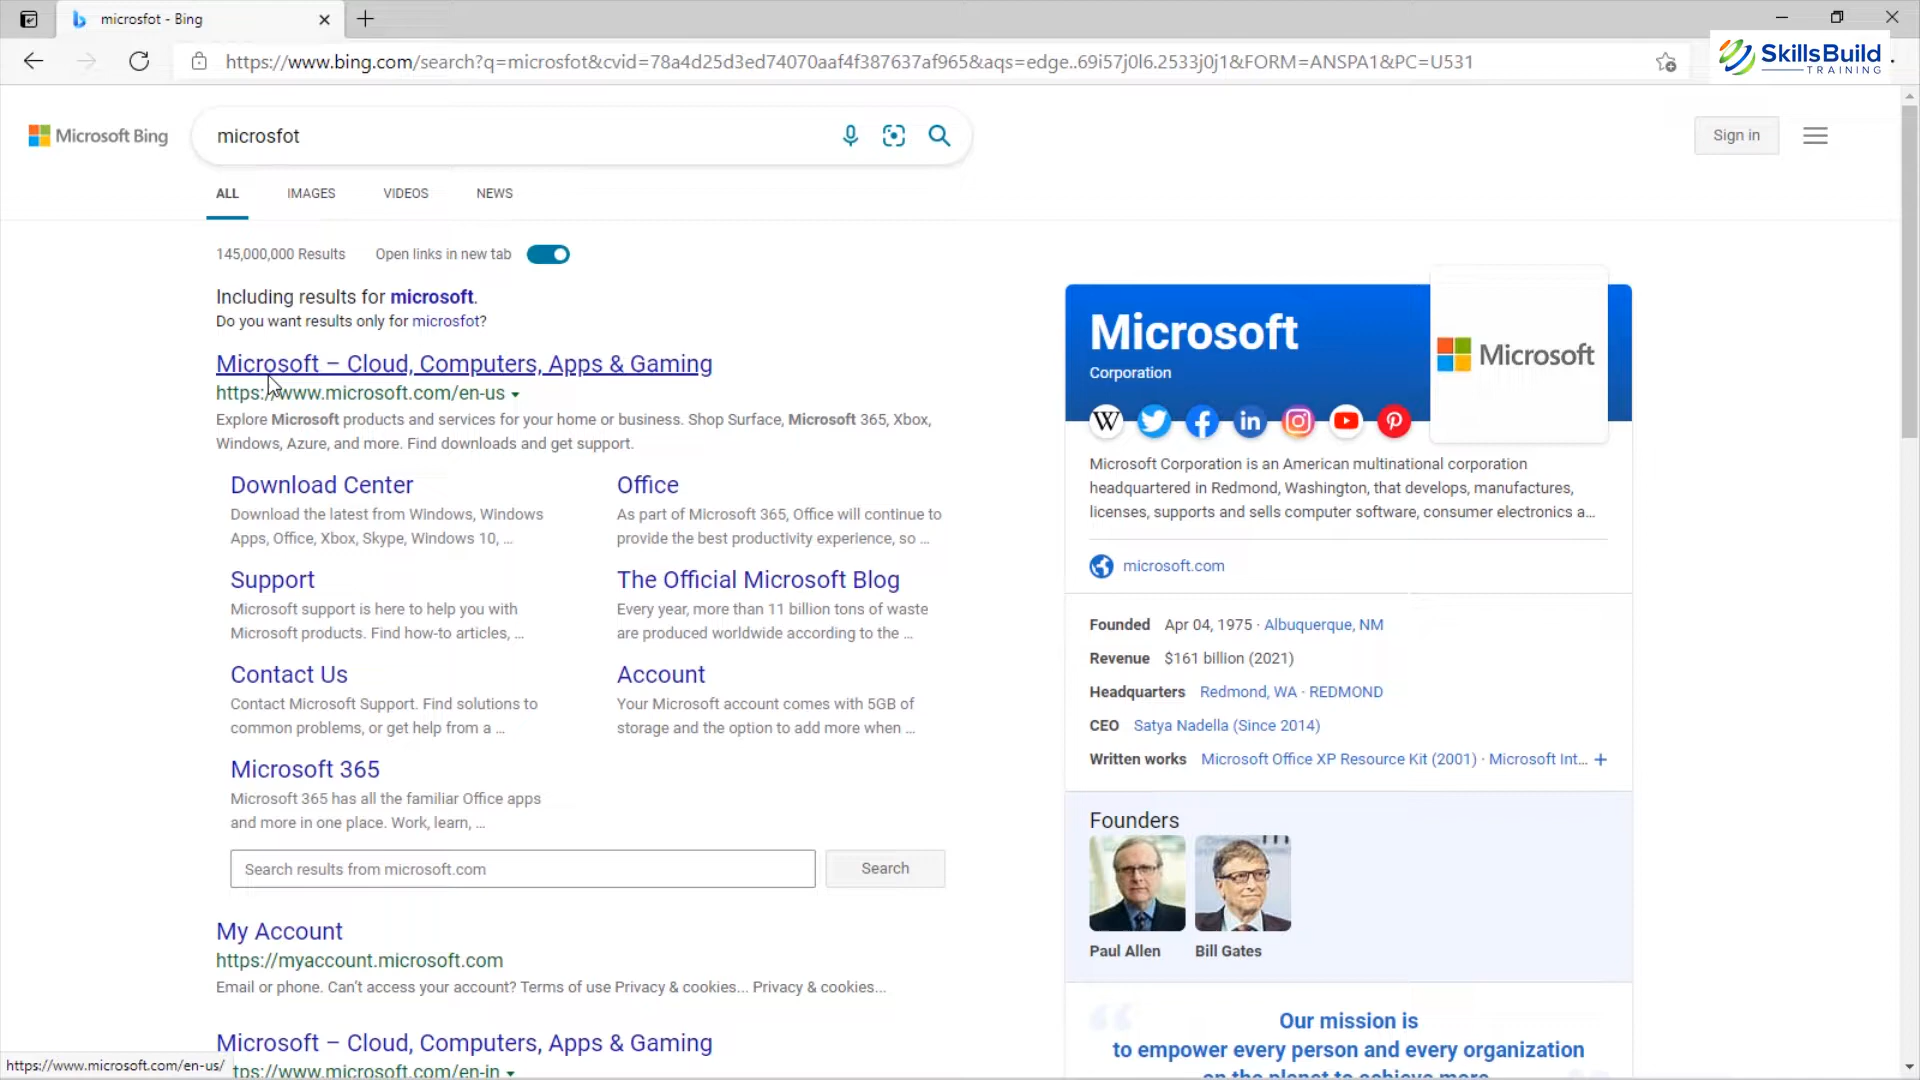 microsfot - Bing
https://www.bing.com/search?q=microsfot&cvid=78a4d25d3ed74070aaf4f387637af965&aqs=edge..69i57j0l6.2533j0j1&FORM=ANSPA1&PC=U531
SkillsBuild
TRAINING
Microsoft Bing
microsfot
Sign in
ALL IMAGES VIDEOS NEWS
145,000,000 Results Open links in new tab
Including results for microsoft.
Do you want results only for microsfot?
Microsoft – Cloud, Computers, Apps & Gaming
https://www.microsoft.com/en-us
Explore Microsoft products and services for your home or business. Shop Surface, Microsoft 365, Xbox,
Windows, Azure, and more. Find downloads and get support.
Download Center
Download the latest from Windows, Windows
Apps, Office, Xbox, Skype, Windows 10, ...
Office
As part of Microsoft 365, Office will continue to
provide the best productivity experience, so ...
Support
Microsoft support is here to help you with
Microsoft products. Find how-to articles, ...
The Official Microsoft Blog
Every year, more than 11 billion tons of waste
are produced worldwide according to the ...
Contact Us
Contact Microsoft Support. Find solutions to
common problems, or get help from a ...
Account
Your Microsoft account comes with 5GB of
storage and the option to add more when ...
Microsoft 365
Microsoft 365 has all the familiar Office apps
and more in one place. Work, learn, ...
Search results from microsoft.com
Search
My Account
https://myaccount.microsoft.com
Email or phone. Can't access your account? Terms of use Privacy & cookies... Privacy & cookies...
Microsoft – Cloud, Computers, Apps & Gaming
https://www.microsoft.com/en-us/
tps://www.microsoft.com/en-in
Microsoft
Corporation
Microsoft
W
in
Microsoft Corporation is an American multinational corporation
headquartered in Redmond, Washington, that develops, manufactures,
licenses, supports and sells computer software, consumer electronics a...
microsoft.com
Founded Apr 04, 1975 · Albuquerque, NM
Revenue $161 billion (2021)
Headquarters Redmond, WA · REDMOND
CEO Satya Nadella (Since 2014)
Written works Microsoft Office XP Resource Kit (2001) · Microsoft Int... +
Founders
Paul Allen Bill Gates
Our mission is
to empower every person and every organization
on the planet to achieve more